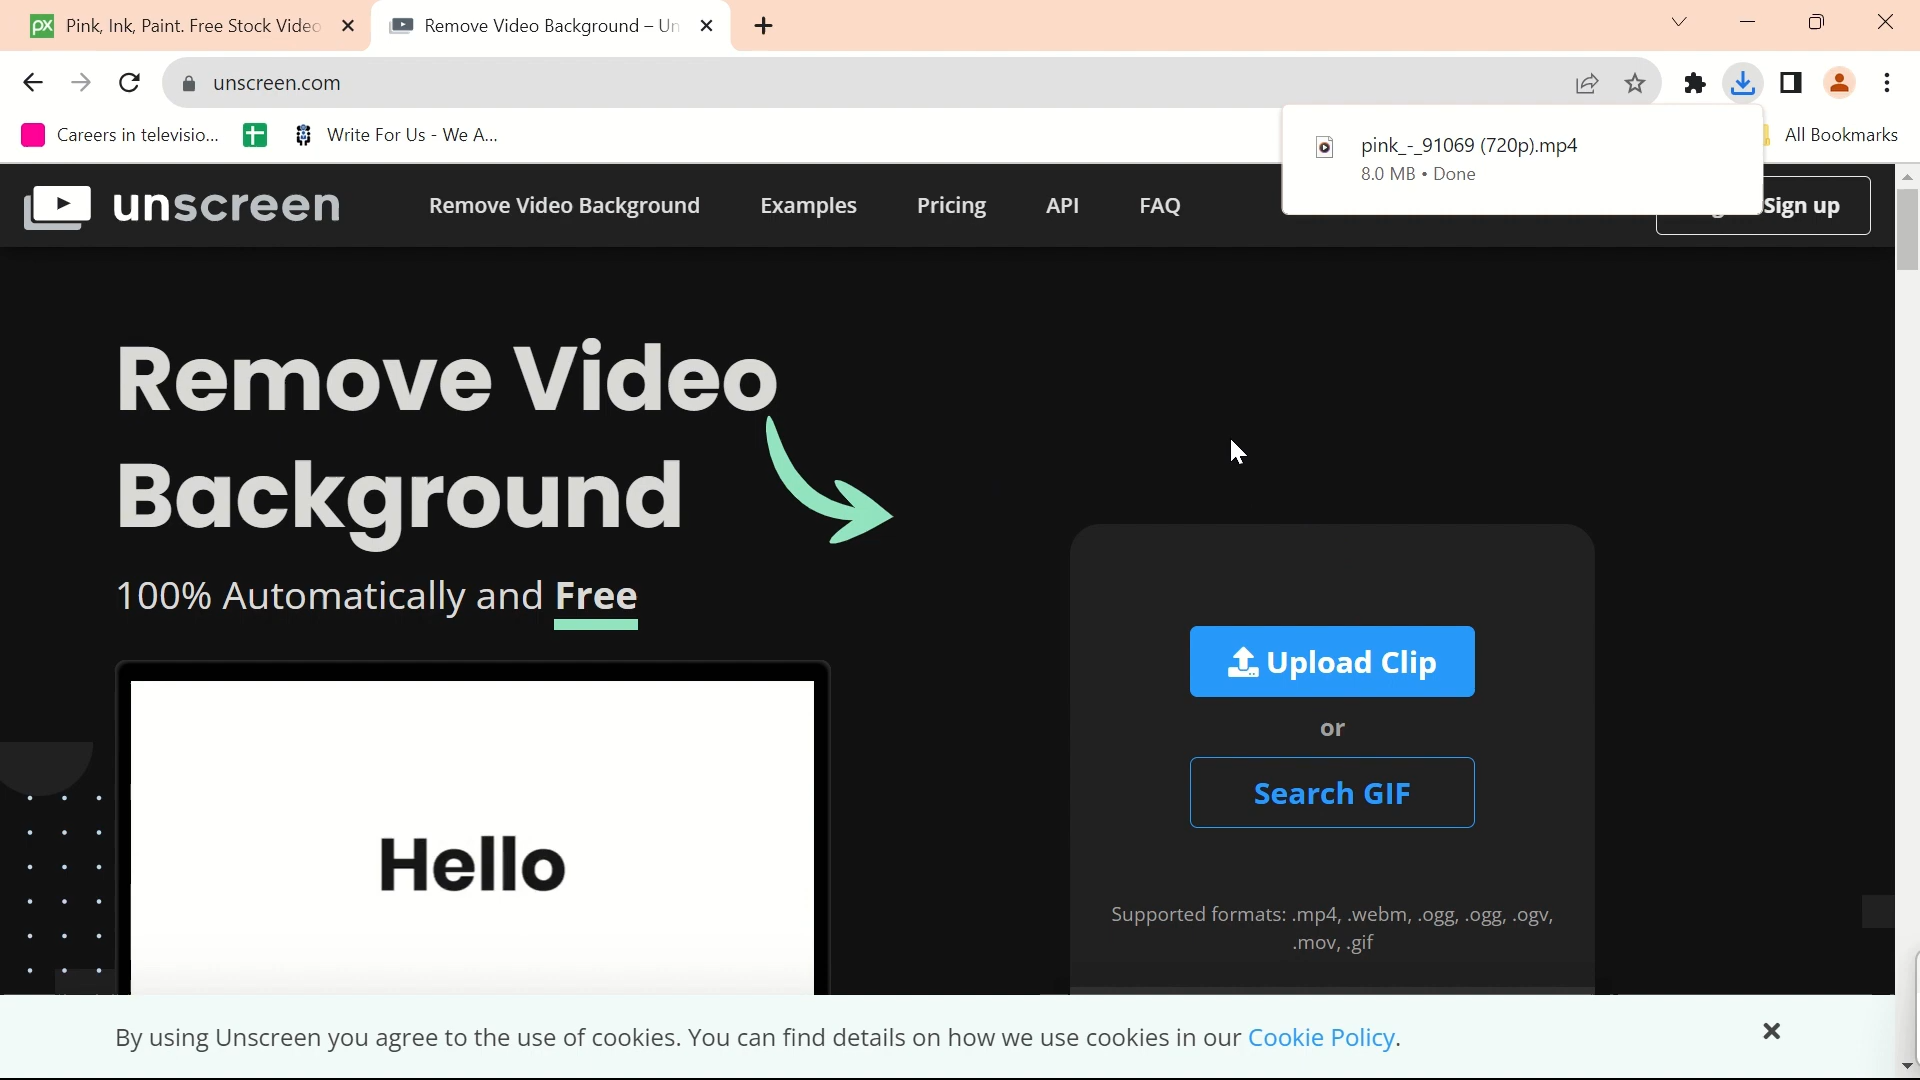 px Pink, Ink, Paint. Free Stock Video
Remove Video Background – Un
unscreen.com
Careers in televisio...
Write For Us - We A...
All Bookmarks
pink_-_91069 (720p).mp4
8.0 MB • Done
unscreen
Remove Video Background
Examples
Pricing
API
FAQ
Sign up
Remove Video
Background
100% Automatically and Free
Hello
Upload Clip
or
Search GIF
Supported formats: .mp4, .webm, .ogg, .ogg, .ogv,
.mov, .gif
By using Unscreen you agree to the use of cookies. You can find details on how we use cookies in our Cookie Policy.